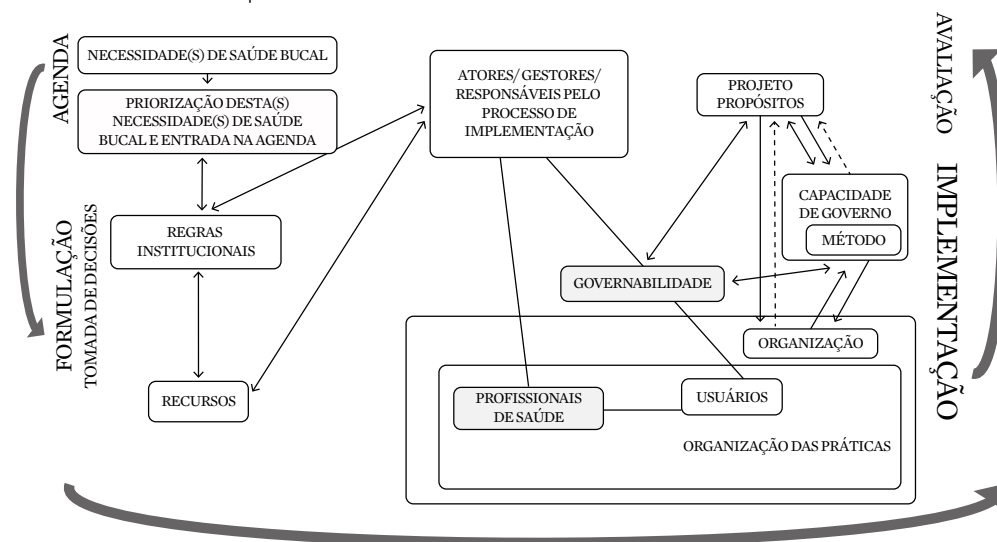 AGENDA
NECESSIDADE(S) DE SAÚDE BUCAL
PRIORIZAÇÃO DESTA(S)
NECESSIDADE(S) DE SAÚDE
BUCAL E ENTRADA NA AGENDA
FORMULAÇÃO
TOMADA DE DECISÕES
REGRAS
INSTITUCIONAIS
RECURSOS
ATORES/ GESTORES/
RESPONSÁVEIS PELO
PROCESSO DE
IMPLEMENTAÇÃO
PROJETO
PROPÓSITOS
CAPACIDADE
DE GOVERNO
MÉTODO
GOVERNABILIDADE
ORGANIZAÇÃO
PROFISSIONAIS
DE SAÚDE
USUÁRIOS
ORGANIZAÇÃO DAS PRÁTICAS
AVALIAÇÃO
IMPLEMENTAÇÃO